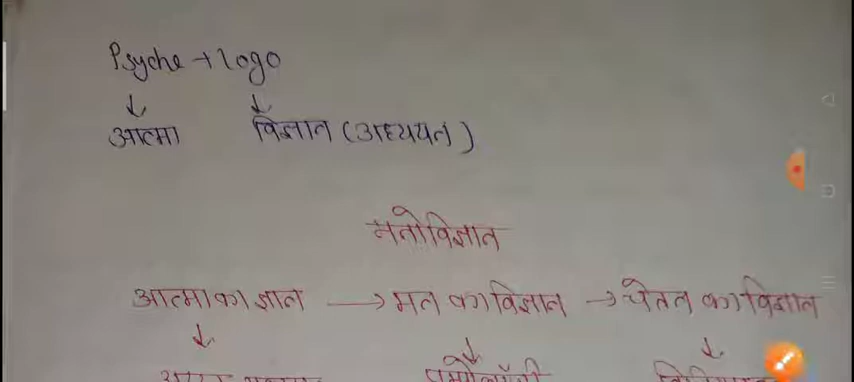 Psyche + logo
↓ ↓
आत्मा विज्ञान (अध्ययन)
मनोविज्ञान
आत्मा का ज्ञान → मन का विज्ञान → चेतन का विज्ञान
↓ ↓ ↓